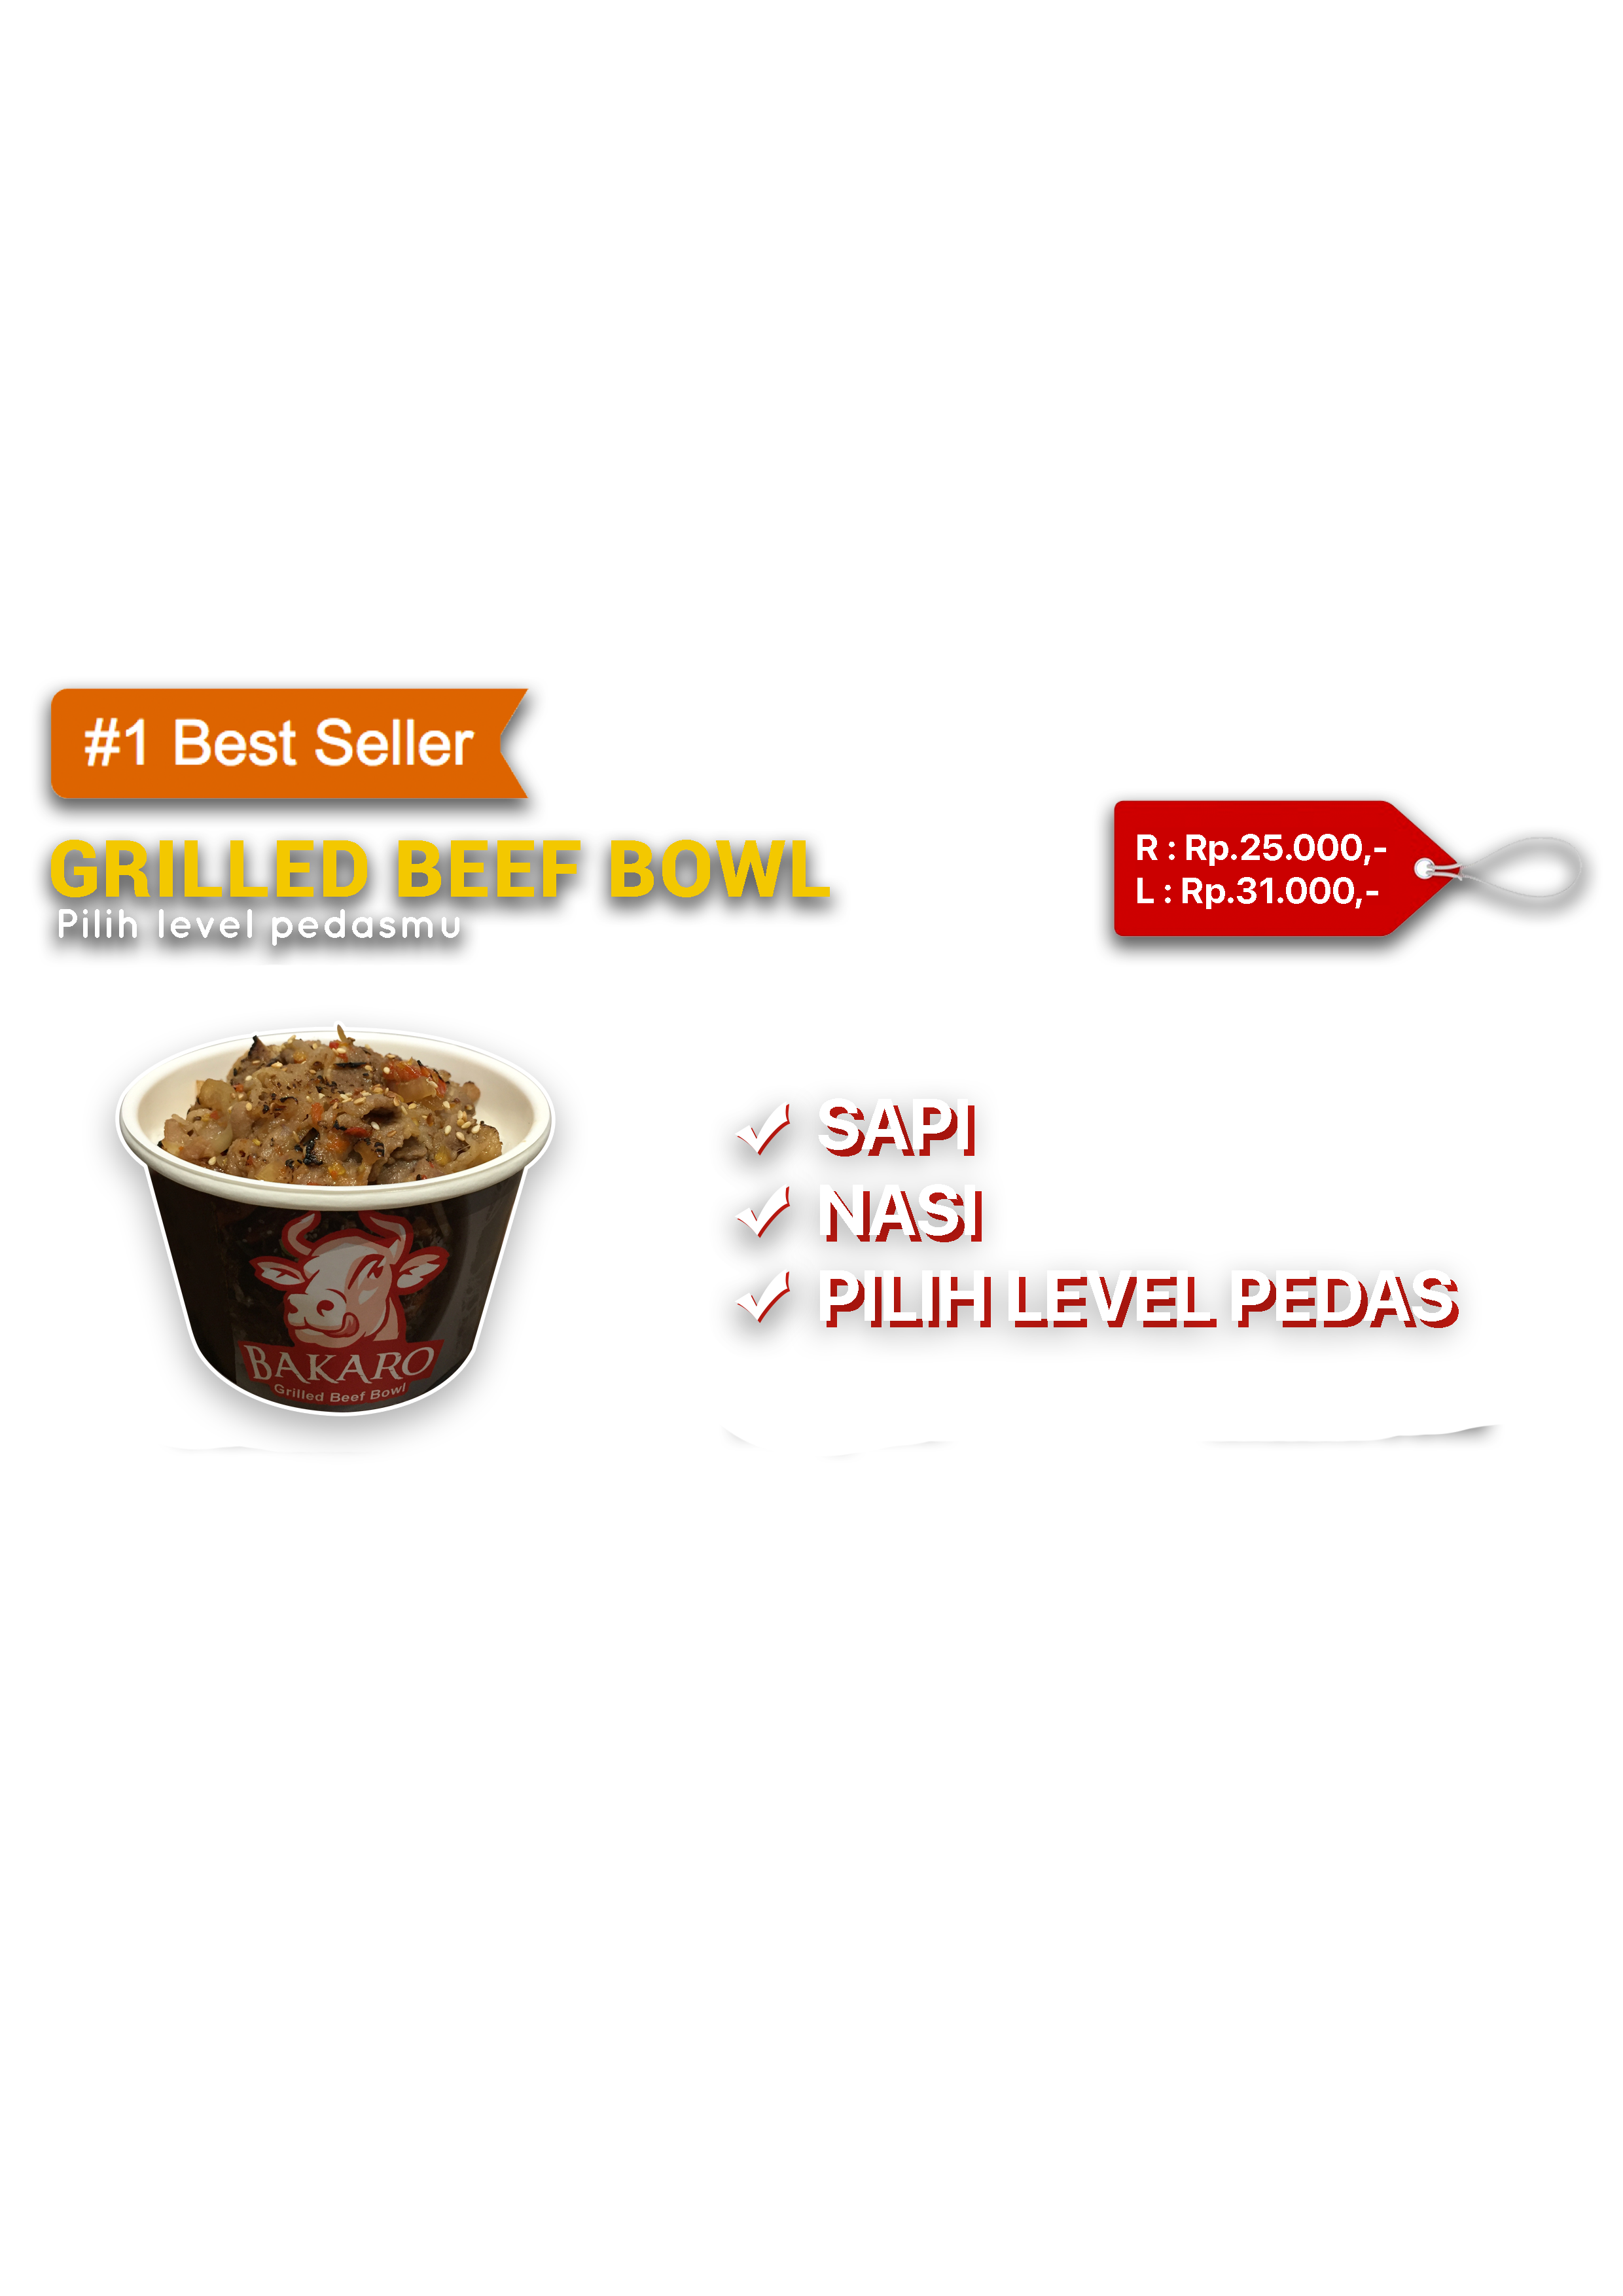 #1 Best Seller
GRILLED BEEF BOWL
Pilih level pedasmu
R : Rp.25.000,-
L : Rp.31.000,-
SAPI
NASI
PILIH LEVEL PEDAS
BAKARO
Grilled Beef Bowl